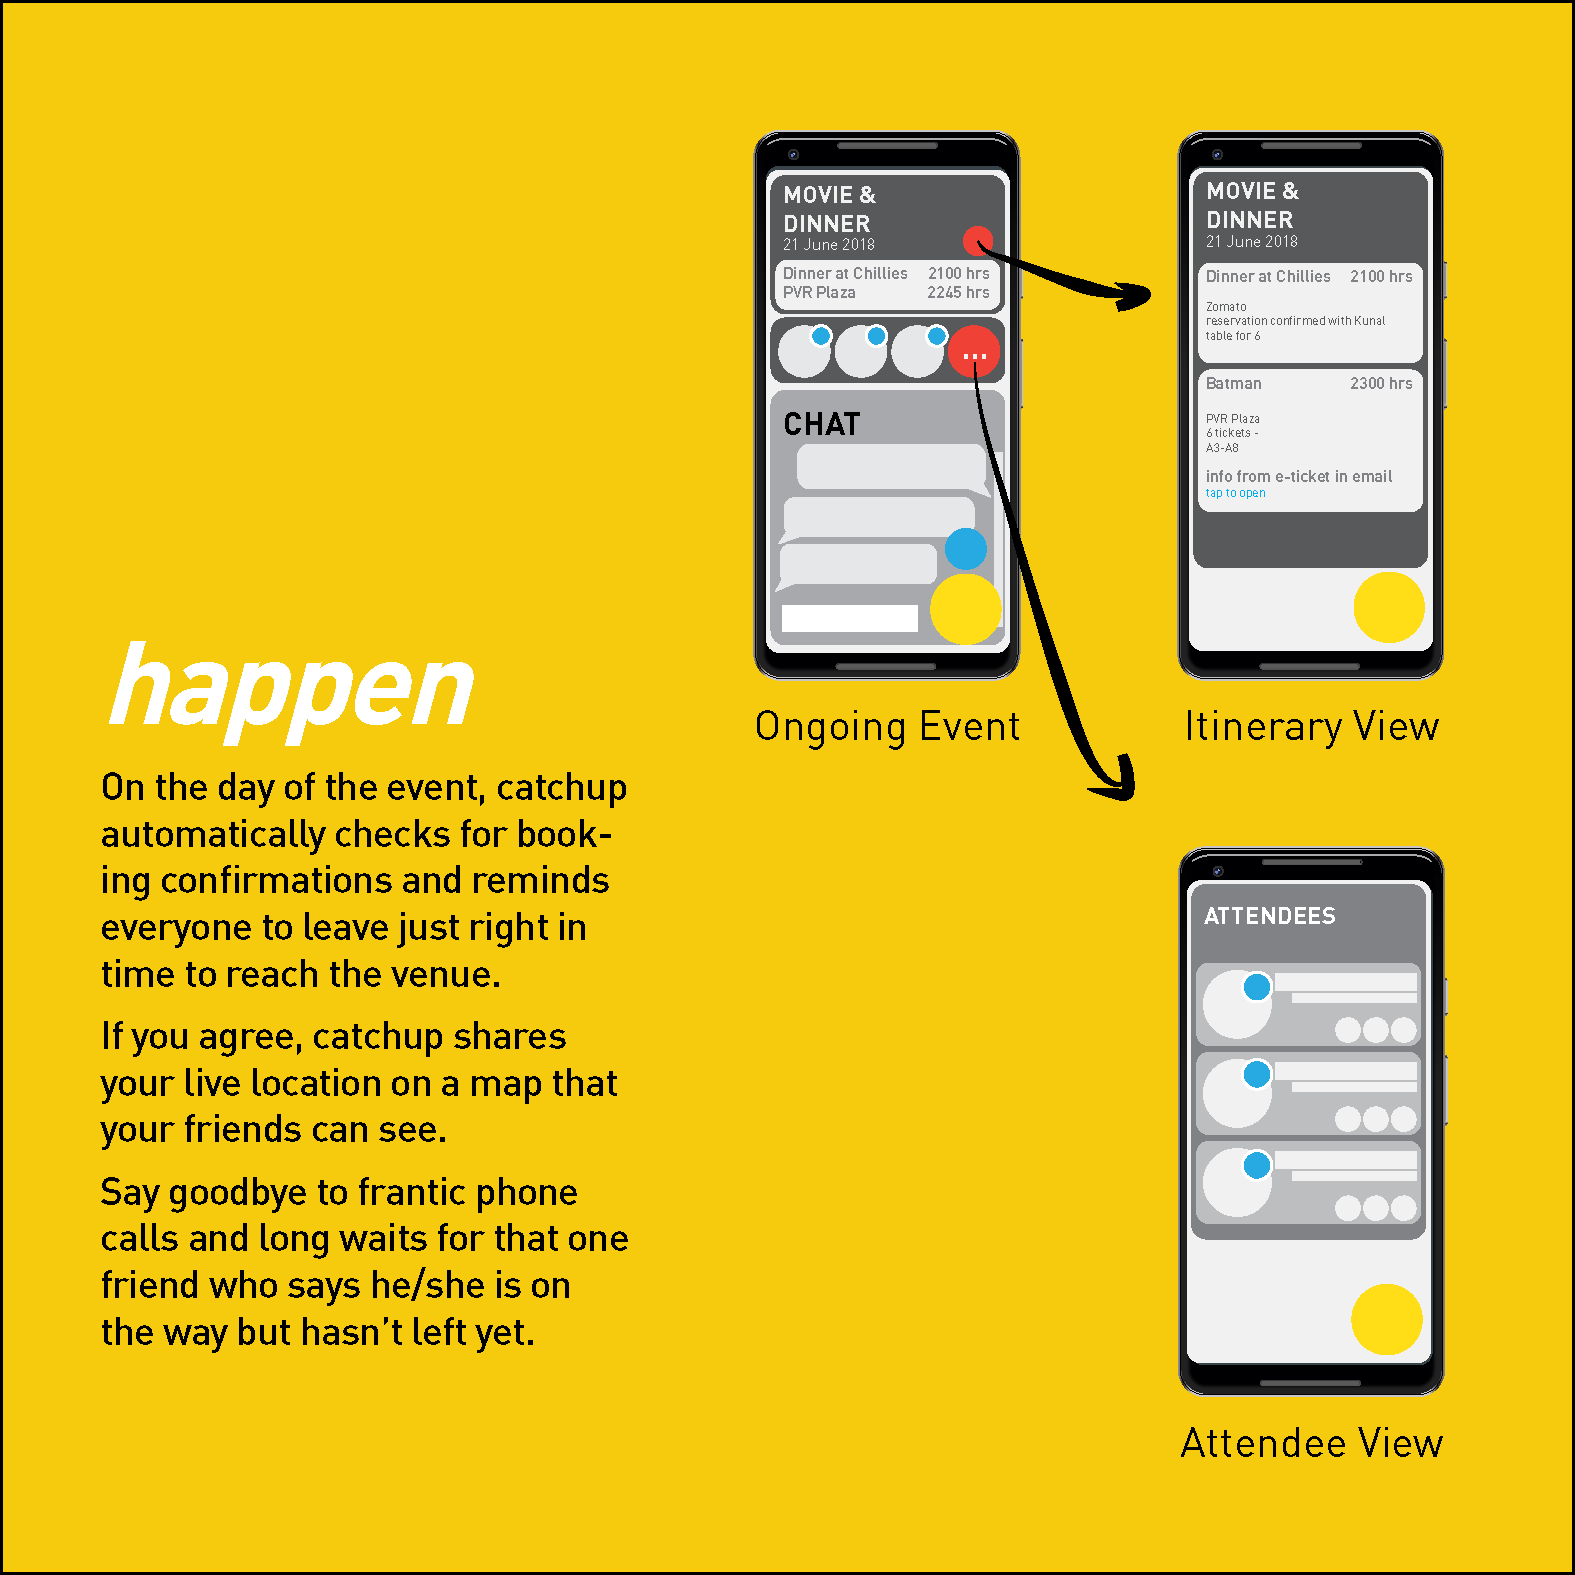 happen
On the day of the event, catchup
automatically checks for book-
ing confirmations and reminds
everyone to leave just right in
time to reach the venue.
If you agree, catchup shares
your live location on a map that
your friends can see.
Say goodbye to frantic phone
calls and long waits for that one
friend who says he/she is on
the way but hasn't left yet.
MOVIE &
DINNER
21 June 2018
Dinner at Chillies 2100 hrs
PVR Plaza 2245 hrs
...
CHAT
Ongoing Event
MOVIE &
DINNER
21 June 2018
Dinner at Chillies 2100 hrs
Zomato
reservation confirmed with Kunal
table for 6
Batman 2300 hrs
PVR Plaza
6 tickets -
A3-A8
info from e-ticket in email
tap to open
Itinerary View
ATTENDEES
Attendee View